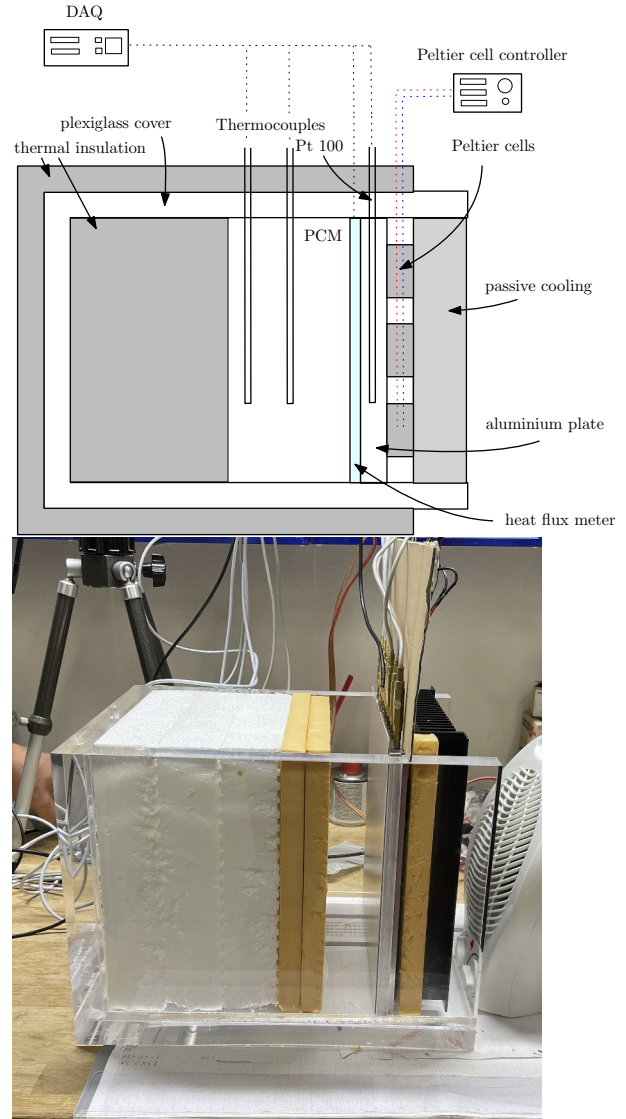 DAQ
Peltier cell controller
plexiglass cover
Thermocouples
thermal insulation
Pt 100
Peltier cells
PCM
passive cooling
aluminium plate
heat flux meter